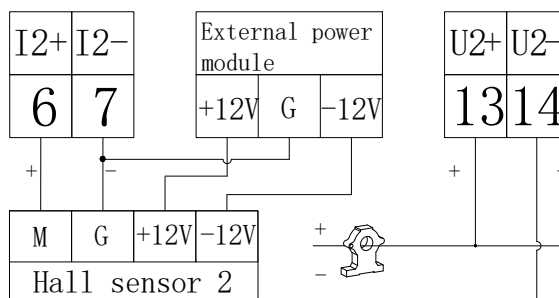 I2+ I2-
6 7
External power
module
+12V G -12V
U2+ U2-
13 14
+ -
+
M G +12V -12V
Hall sensor 2
+
-